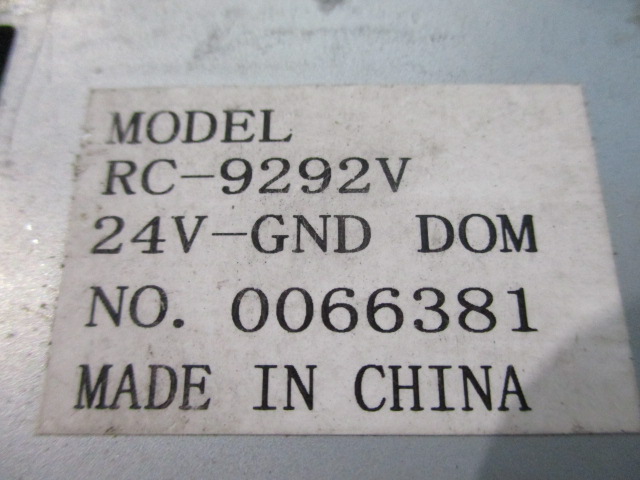 MODEL
RC-9292V
24V-GND DOM
NO. 0066381
MADE IN CHINA